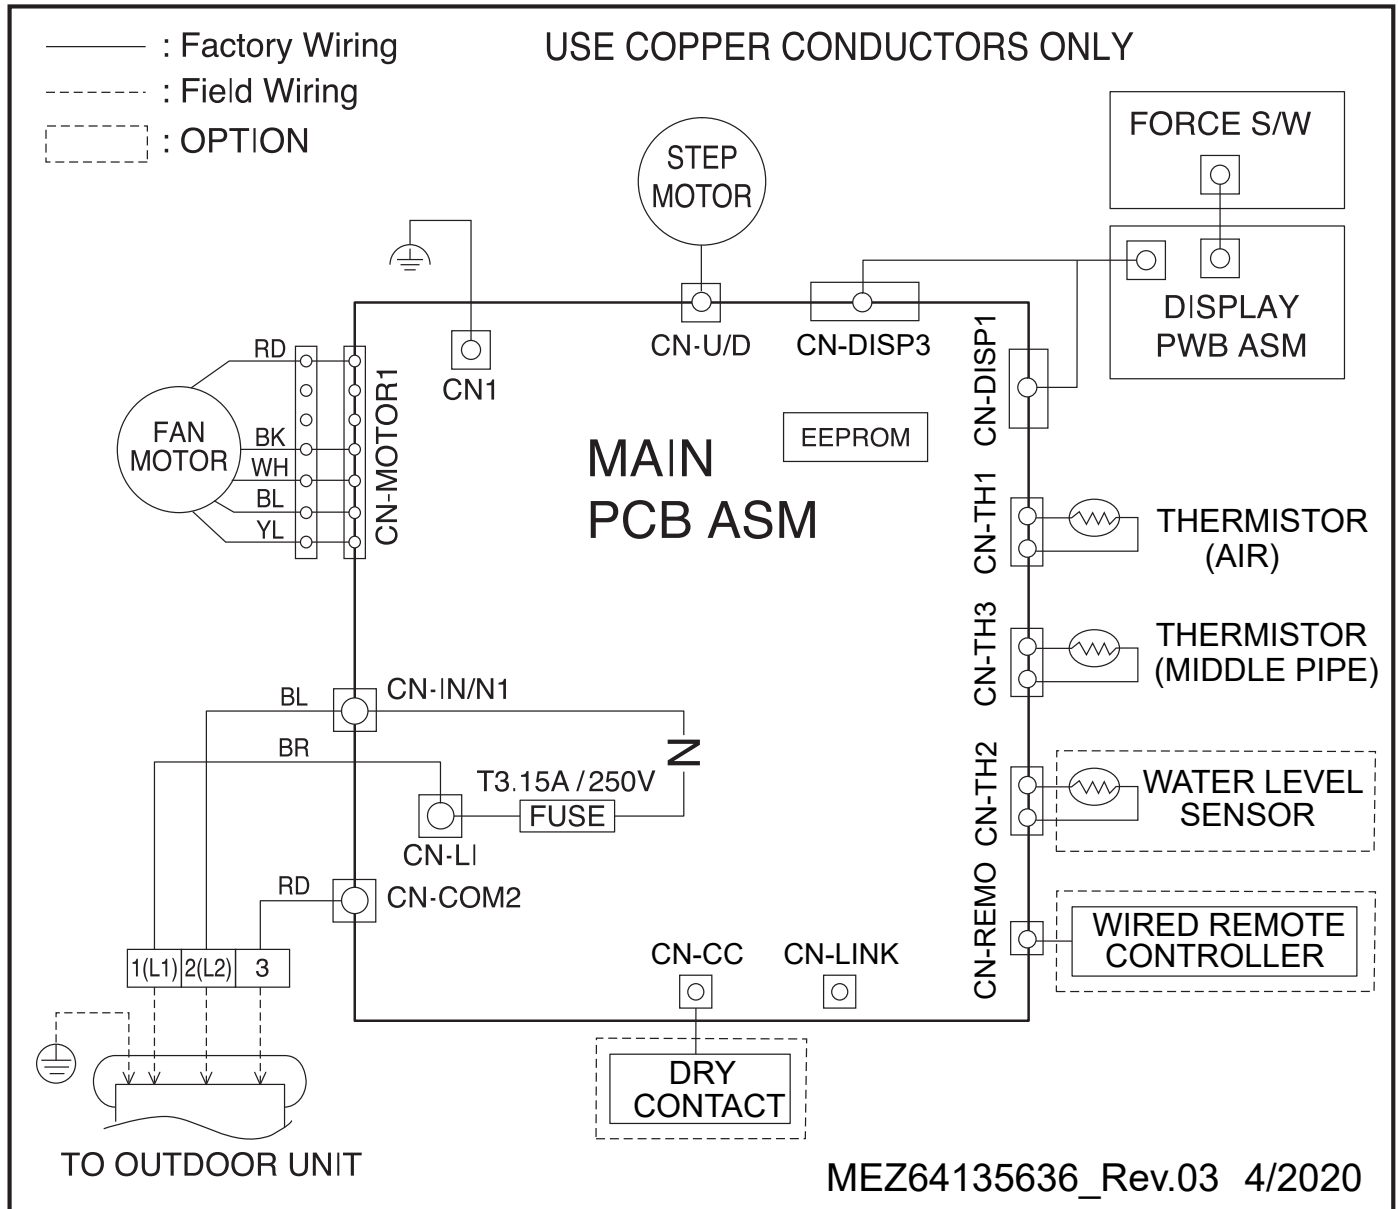 : Factory Wiring
USE COPPER CONDUCTORS ONLY
: Field Wiring
: OPTION
FORCE S/W
STEP
MOTOR
DISPLAY
PWB ASM
CN-U/D
CN-DISP3
CN-DISP1
CN1
RD
BK
WH
BL
YL
FAN
MOTOR
CN-MOTOR1
EEPROM
MAIN
PCB ASM
CN-TH1
THERMISTOR
(AIR)
CN-TH3
THERMISTOR
(MIDDLE PIPE)
BL
CN-IN/N1
BR
N
T3.15A / 250V
FUSE
CN-LI
CN-TH2
WATER LEVEL
SENSOR
RD
CN-COM2
CN-REMO
WIRED REMOTE
CONTROLLER
1(L1) 2(L2) 3
CN-CC
CN-LINK
DRY
CONTACT
TO OUTDOOR UNIT
MEZ64135636_Rev.03 4/2020